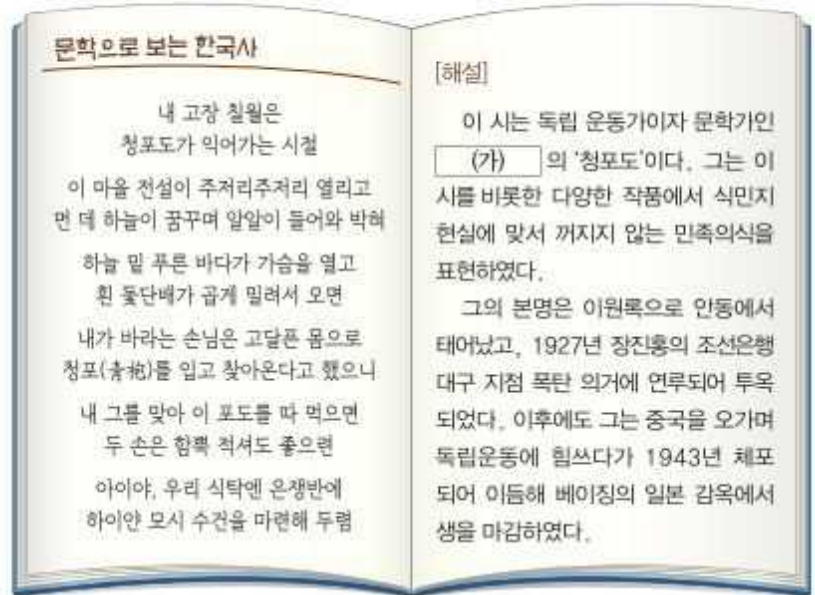 문학으로 보는 한국사
내 고장 칠월은
청포도가 익어가는 시절
이 마을 전설이 주저리주저리 열리고
먼 데 하늘이 꿈꾸며 알알이 들어와 박혀
하늘 밑 푸른 바다가 가슴을 열고
흰 돛단배가 곱게 밀려서 오면
내가 바라는 손님은 고달픈 몸으로
청포(靑袍)를 입고 찾아온다고 했으니
내 그를 맞아 이 포도를 따 먹으면
두 손은 함뿍 적셔도 좋으련
아이야, 우리 식탁엔 은쟁반에
하이얀 모시 수건을 마련해 두렴
[해설]
이 시는 독립 운동가이자 문학가인
(가) 의 '청포도'이다. 그는 이
시를 비롯한 다양한 작품에서 식민지
현실에 맞서 꺼지지 않는 민족의식을
표현하였다.
그의 본명은 이원록으로 안동에서
태어났고, 1927년 장진홍의 조선은행
대구 지점 폭탄 의거에 연루되어 투옥
되었다. 이후에도 그는 중국을 오가며
독립운동에 힘쓰다가 1943년 체포
되어 이듬해 베이징의 일본 감옥에서
생을 마감하였다.